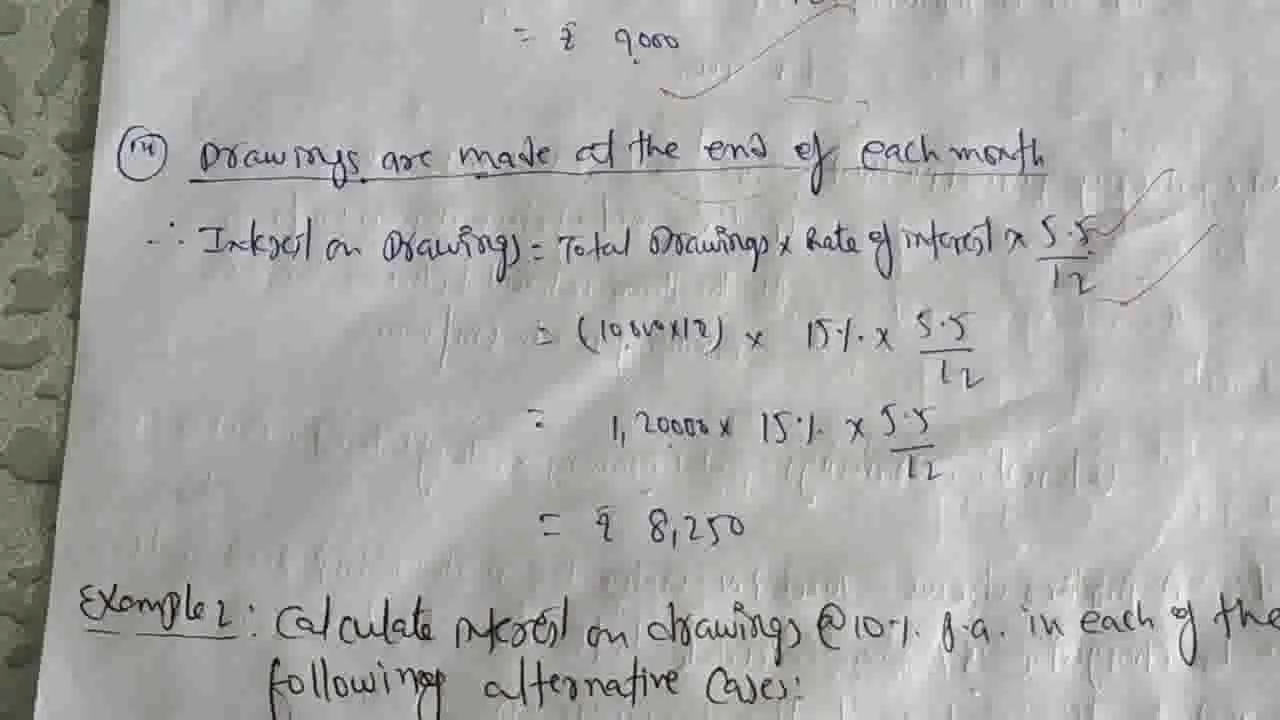 = ₹ 9,000
Drawings are made at the end of each month
∴ Interest on Drawings = Total Drawings x Rate of interest x 5.5/12
= (10,000x12) x 15% x 5.5/12
= 1,20000 x 15% x 5.5/12
= ₹ 8,250
Example 2: Calculate interest on drawings @ 10% p.a. in each of the
following alternative Cases: